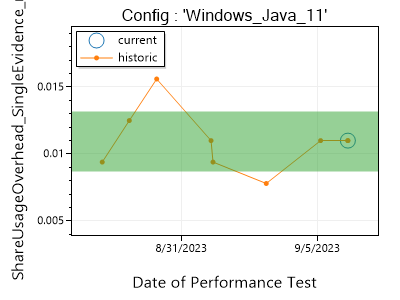 Config : 'Windows_Java_11'
current
historic
ShareUsageOverhead_SingleEvidence_
0.015
0.01
0.005
8/31/2023
9/5/2023
Date of Performance Test